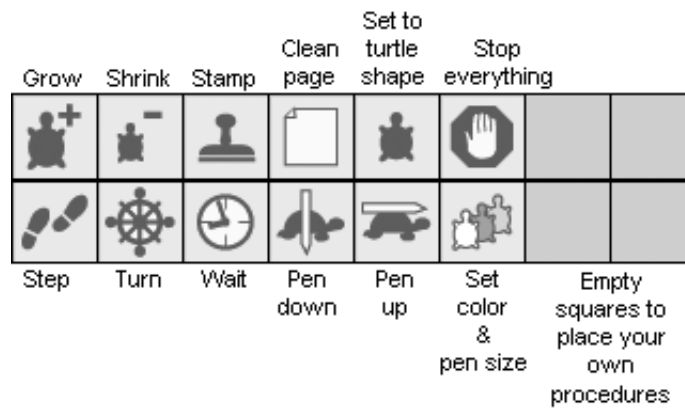 Grow
Shrink
Stamp
Clean
page
Set to
turtle
shape
Stop
everything
Step
Turn
Wait
Pen
down
Pen
up
Set
color
&
pen size
Empty
squares to
place your
own
procedures